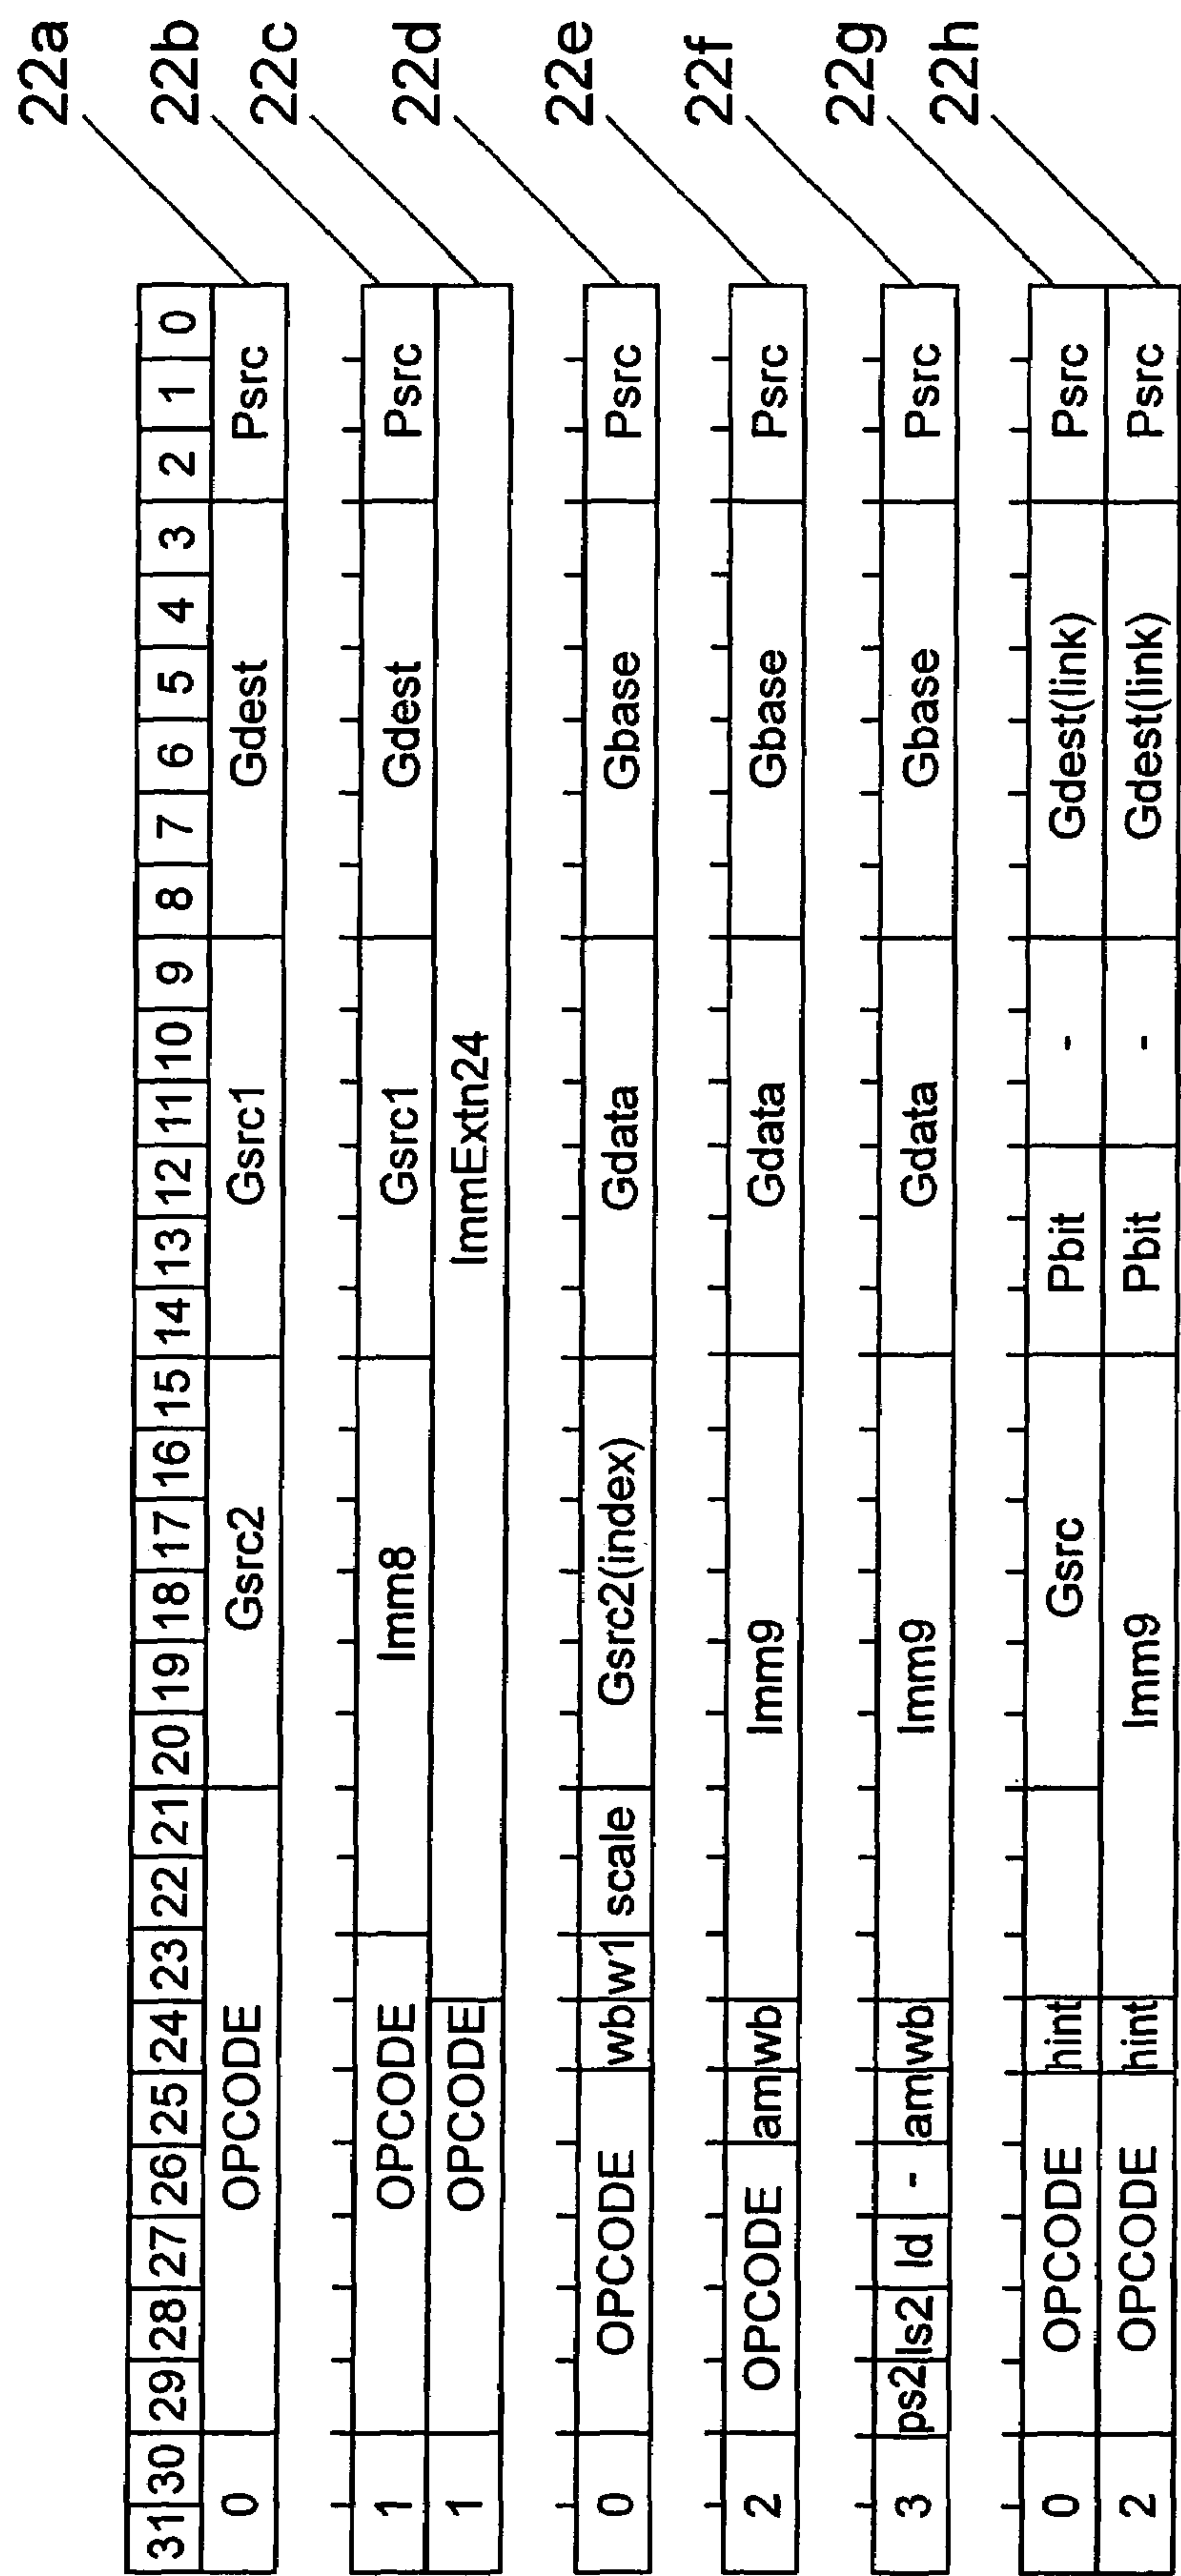 31 30 29 28 27 26 25 24 23 22 21 20 19 18 17 16 15 14 13 12 11 10 9 8 7 6 5 4 3 2 1 0
0 OPCODE Gsrc2 Gsrc1 Gdest Psrc 22a
1 OPCODE Imm8 Gsrc1 Gdest Psrc 22b
1 OPCODE ImmExtn24 22c
0 OPCODE wb w1 scale Gsrc2(index) Gdata Gbase Psrc 22d
2 OPCODE am wb Imm9 Gdata Gbase Psrc 22e
3 ps2 ls2 ld - am wb Imm9 Gdata Gbase Psrc 22f
0 OPCODE hint Gsrc Pbit - Gdest(link) Psrc 22g
2 OPCODE hint Imm9 Pbit - Gdest(link) Psrc 22h